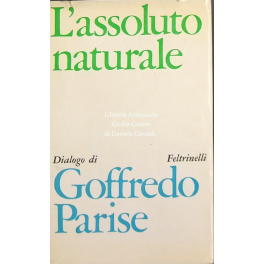 L'assoluto
naturale
Dialogo di Feltrinelli
Goffredo
Parise